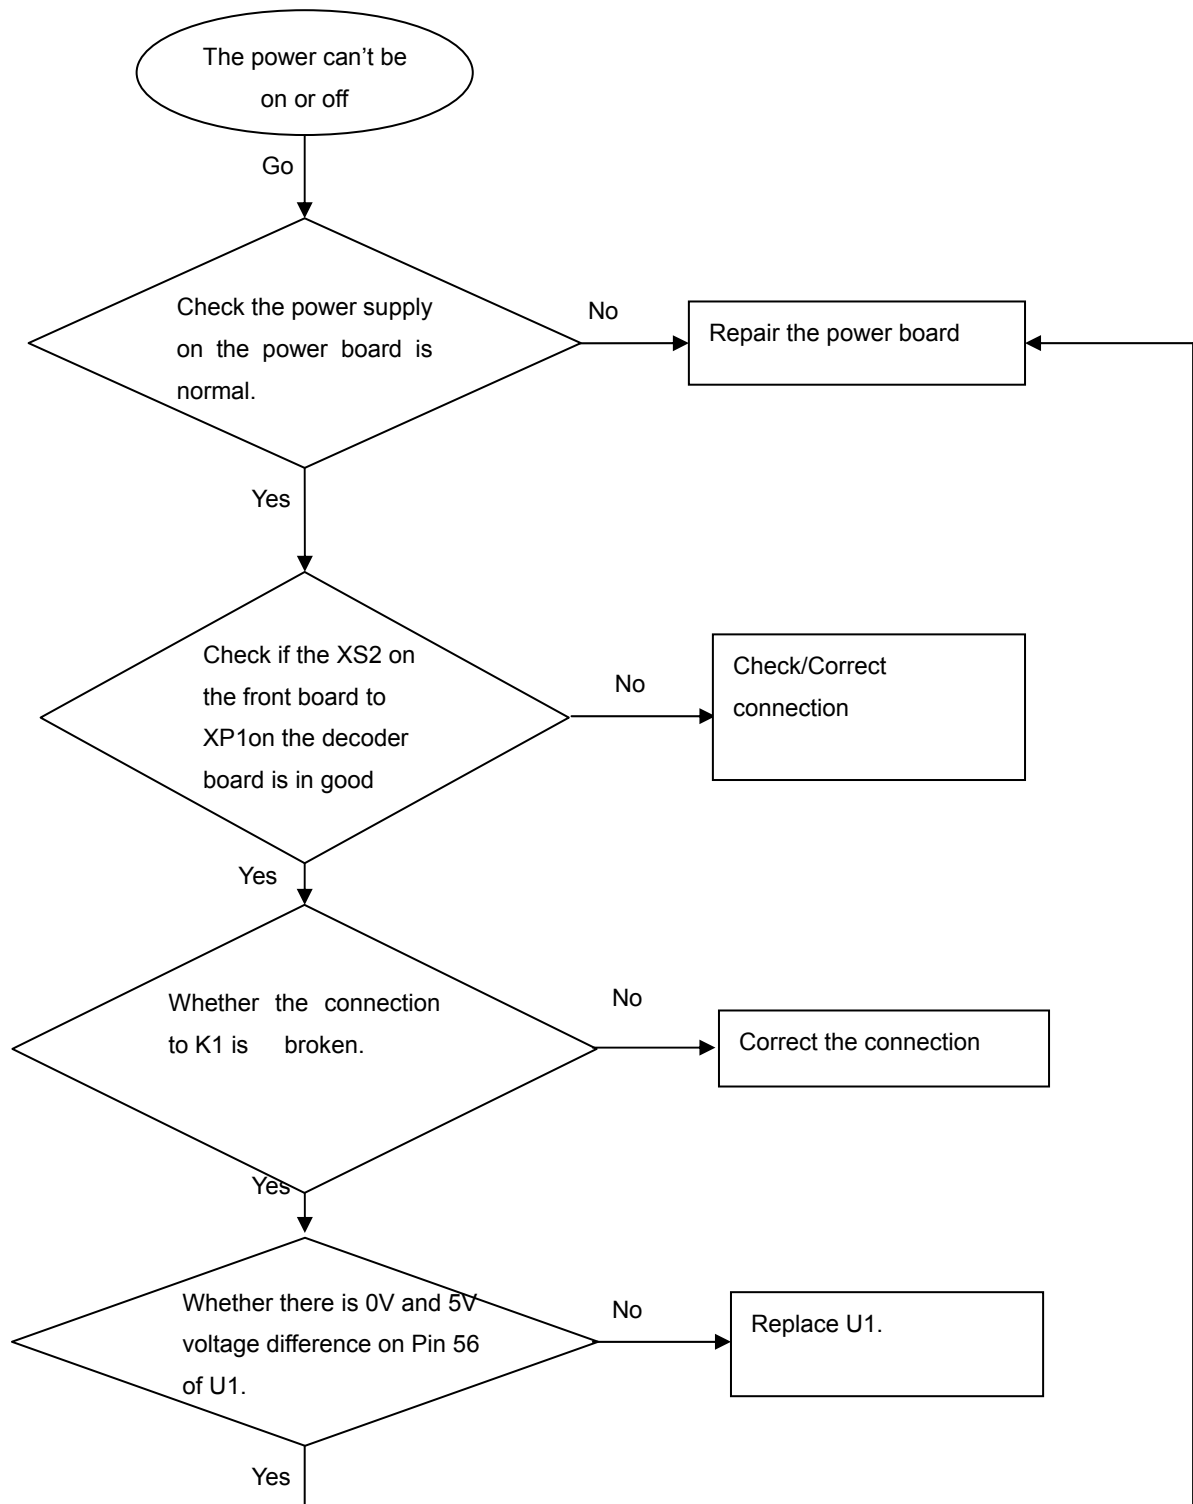 The power can’t be
on or off
Go
Check the power supply
on the power board is
normal.
No
Repair the power board
Yes
Check if the XS2 on
the front board to
XP1on the decoder
board is in good
No
Check/Correct
connection
Yes
Whether the connection
to K1 is broken.
No
Correct the connection
Yes
Whether there is 0V and 5V
voltage difference on Pin 56
of U1.
No
Replace U1.
Yes